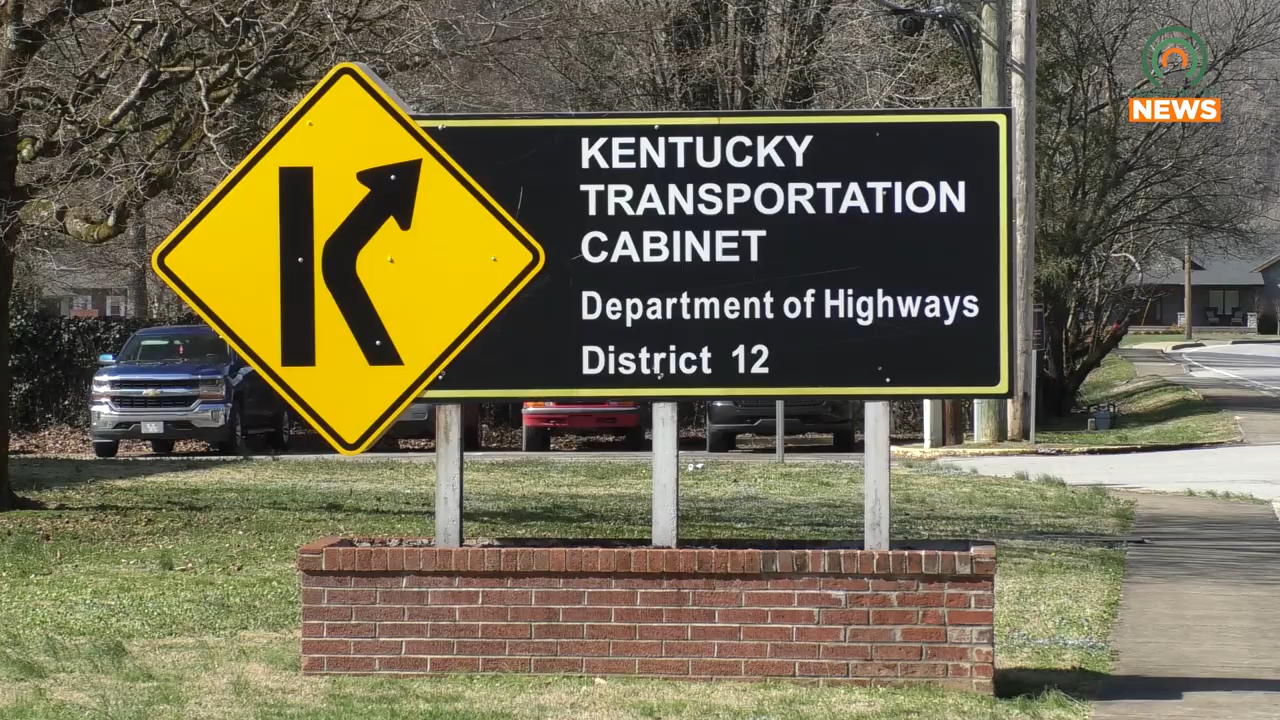 KENTUCKY
TRANSPORTATION
CABINET
Department of Highways
District 12
NEWS